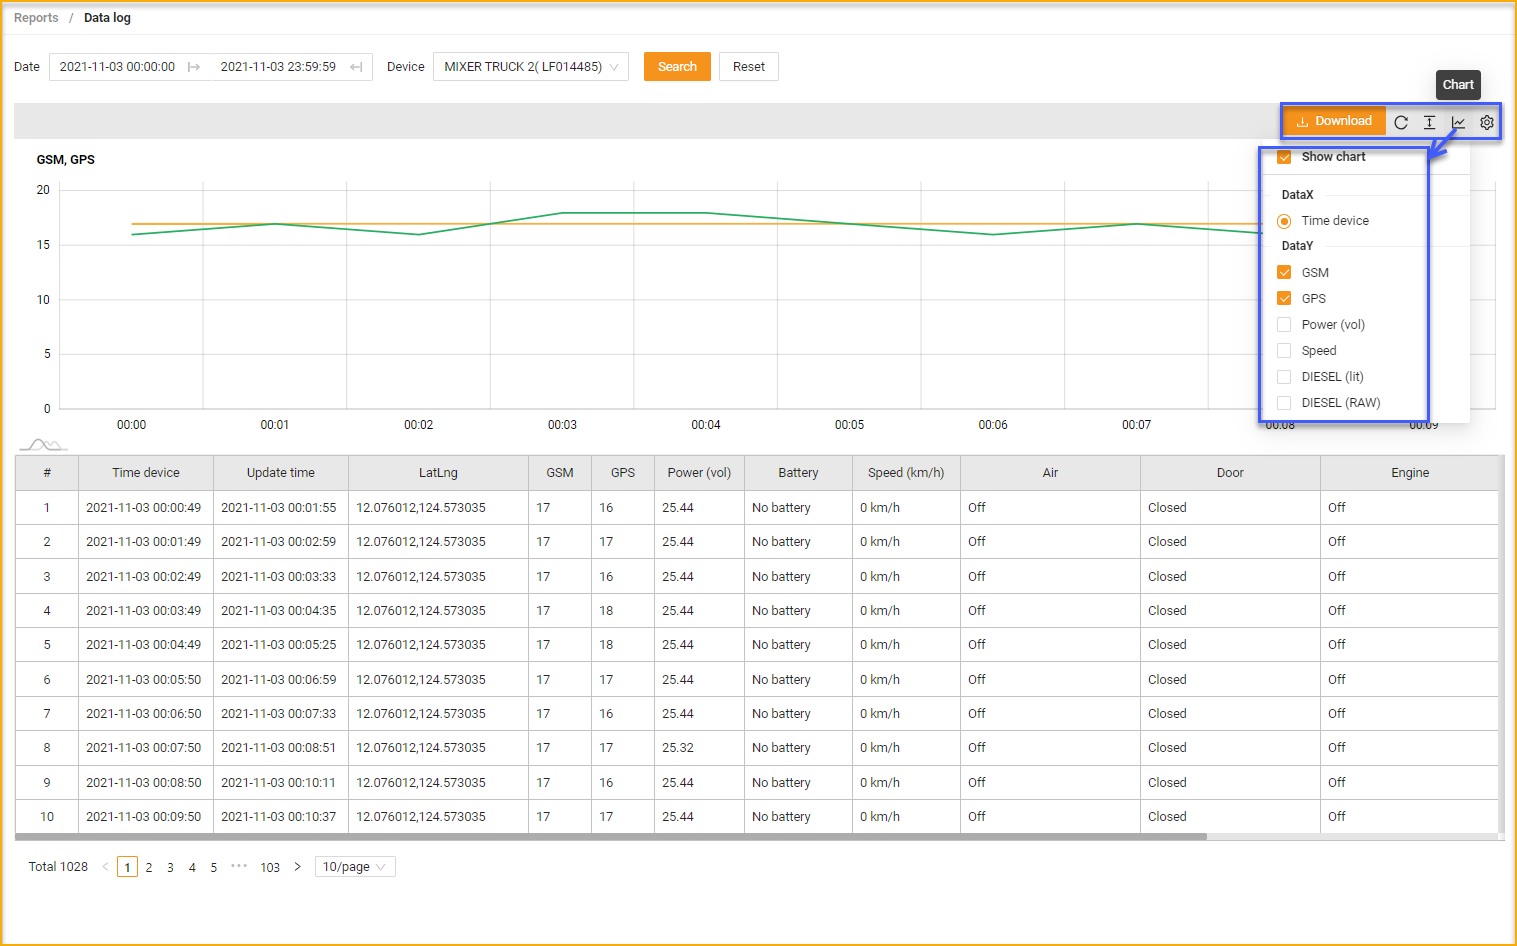 Reports / Data log
Date 2021-11-03 00:00:00 2021-11-03 23:59:59 Device MIXER TRUCK 2( LF014485) Search Reset
Chart
Download
GSM, GPS
Show chart
DataX
Time device
DataY
GSM
GPS
Power (vol)
Speed
DIESEL (lit)
DIESEL (RAW)
20
15
10
5
0
00:00 00:01 00:02 00:03 00:04 00:05 00:06 00:07 00:08 00:09
# Time device Update time LatLng GSM GPS Power (vol) Battery Speed (km/h) Air Door Engine
1 2021-11-03 00:00:49 2021-11-03 00:01:55 12.076012,124.573035 17 16 25.44 No battery 0 km/h Off Closed Off
2 2021-11-03 00:01:49 2021-11-03 00:02:59 12.076012,124.573035 17 17 25.44 No battery 0 km/h Off Closed Off
3 2021-11-03 00:02:49 2021-11-03 00:03:33 12.076012,124.573035 17 16 25.44 No battery 0 km/h Off Closed Off
4 2021-11-03 00:03:49 2021-11-03 00:04:35 12.076012,124.573035 17 18 25.44 No battery 0 km/h Off Closed Off
5 2021-11-03 00:04:49 2021-11-03 00:05:25 12.076012,124.573035 17 18 25.44 No battery 0 km/h Off Closed Off
6 2021-11-03 00:05:50 2021-11-03 00:06:59 12.076012,124.573035 17 17 25.44 No battery 0 km/h Off Closed Off
7 2021-11-03 00:06:50 2021-11-03 00:07:33 12.076012,124.573035 17 16 25.44 No battery 0 km/h Off Closed Off
8 2021-11-03 00:07:50 2021-11-03 00:08:51 12.076012,124.573035 17 17 25.32 No battery 0 km/h Off Closed Off
9 2021-11-03 00:08:50 2021-11-03 00:10:11 12.076012,124.573035 17 16 25.44 No battery 0 km/h Off Closed Off
10 2021-11-03 00:09:50 2021-11-03 00:10:37 12.076012,124.573035 17 17 25.44 No battery 0 km/h Off Closed Off
Total 1028 < 1 2 3 4 5 ••• 103 > 10/page